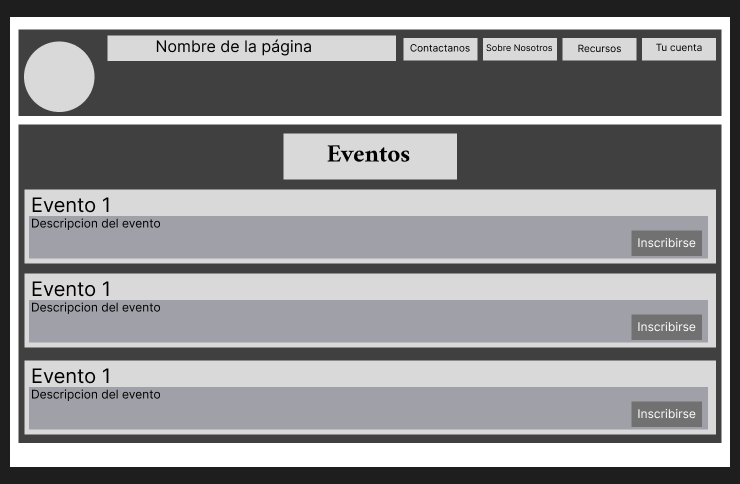 Nombre de la página
Contactanos
Sobre Nosotros
Recursos
Tu cuenta
Eventos
Evento 1
Descripcion del evento
Inscribirse
Evento 1
Descripcion del evento
Inscribirse
Evento 1
Descripcion del evento
Inscribirse